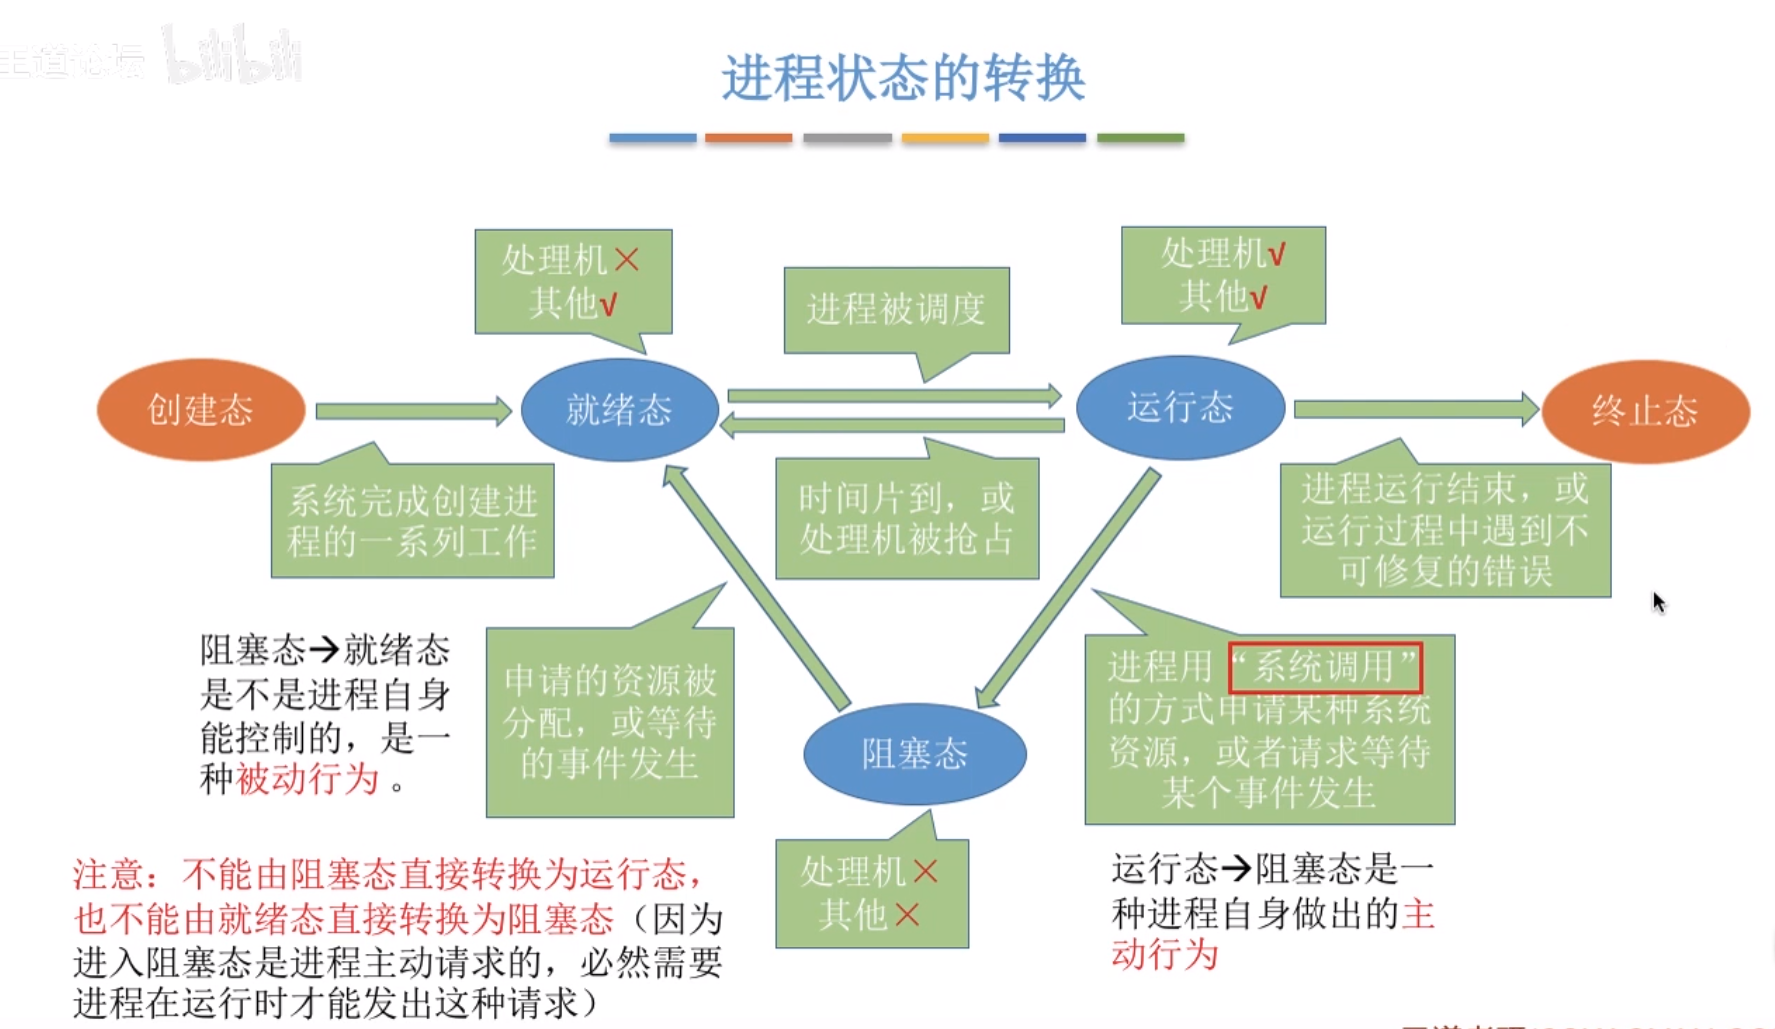 王道论坛 bilibili
进程状态的转换
处理机×
其他√
进程被调度
处理机√
其他√
创建态
就绪态
运行态
终止态
系统完成创建进
程的一系列工作
时间片到，或
处理机被抢占
进程运行结束，或
运行过程中遇到不
可修复的错误
阻塞态→就绪态
是不是进程自身
能控制的，是一
种被动行为。
申请的资源被
分配，或等待
的事件发生
进程用“系统调用”
的方式申请某种系统
资源，或者请求等待
某个事件发生
阻塞态
处理机×
其他×
运行态→阻塞态是一
种进程自身做出的主
动行为
注意：不能由阻塞态直接转换为运行态，
也不能由就绪态直接转换为阻塞态（因为
进入阻塞态是进程主动请求的，必然需要
进程在运行时才能发出这种请求）